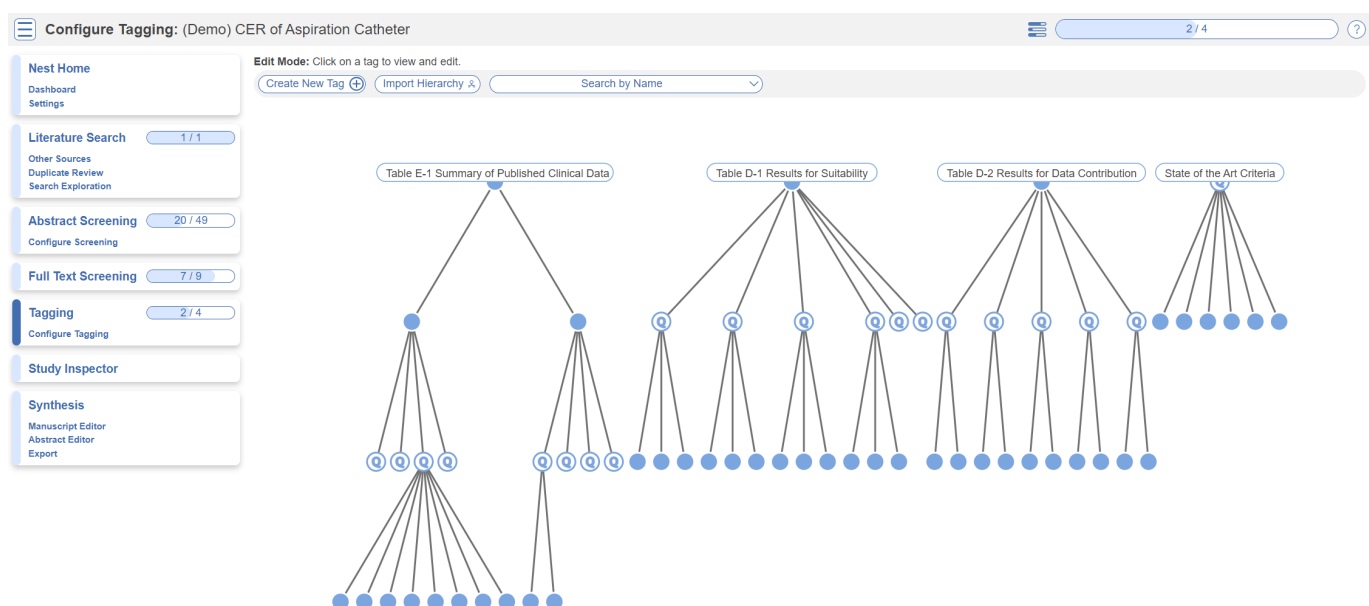 Configure Tagging: (Demo) CER of Aspiration Catheter
2 / 4
?
Nest Home
Dashboard
Settings
Literature Search
1 / 1
Other Sources
Duplicate Review
Search Exploration
Abstract Screening
20 / 49
Configure Screening
Full Text Screening
7 / 9
Tagging
2 / 4
Configure Tagging
Study Inspector
Synthesis
Manuscript Editor
Abstract Editor
Export
Edit Mode: Click on a tag to view and edit.
Create New Tag
Import Hierarchy
Search by Name
Table E-1 Summary of Published Clinical Data
Table D-1 Results for Suitability
Table D-2 Results for Data Contribution
State of the Art Criteria
Q
Q Q Q Q Q Q Q Q Q Q Q
Q Q Q Q Q Q Q Q